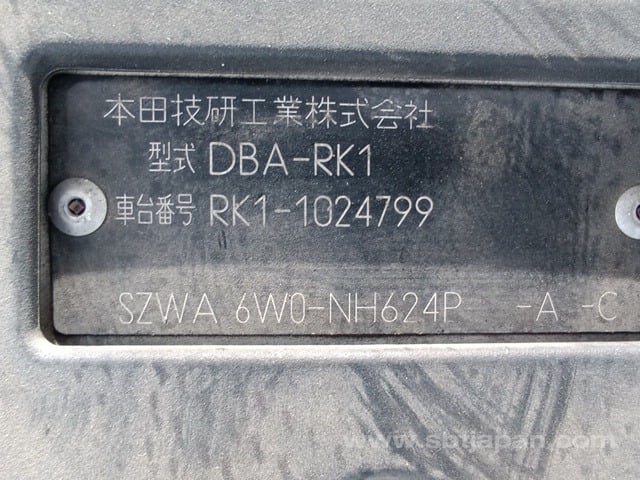 本田技研工業株式会社
型式 DBA-RK1
車台番号 RK1-1024799
SZWA 6W0-NH624P -A -C
www.sbtjapan.com